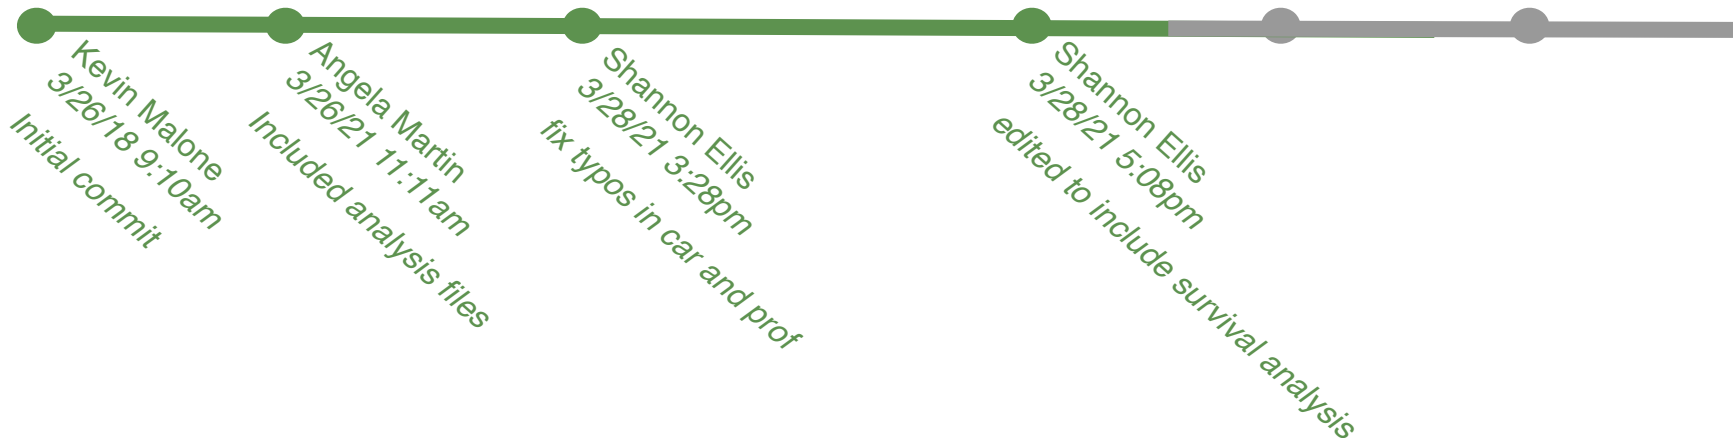 Kevin Malone
3/26/18 9:10am
Initial commit
Angela Martin
3/26/21 11:11am
Included analysis files
Shannon Ellis
3/28/21 3:28pm
fix typos in car and prof
Shannon Ellis
3/28/21 5:08pm
edited to include survival analysis